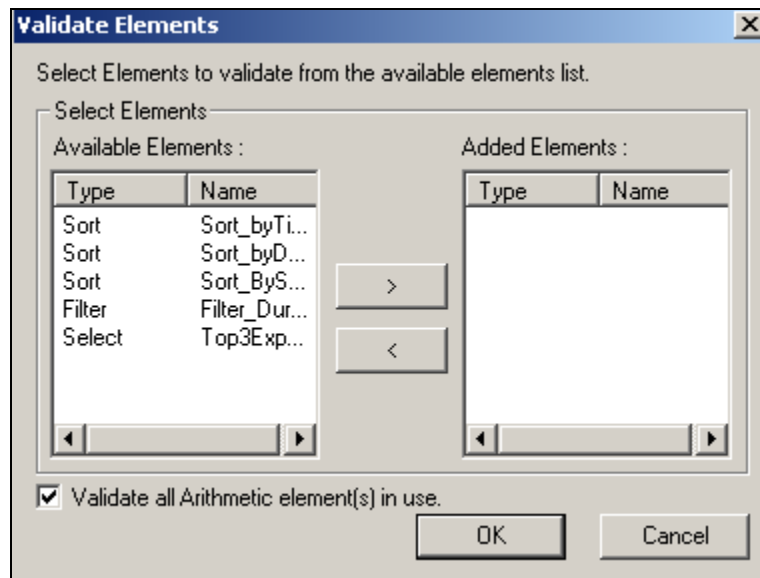 Validate Elements
Select Elements to validate from the available elements list.
Select Elements
Available Elements :
Added Elements :
Type Name
Type Name
Sort Sort_byTi...
Sort Sort_byD...
Sort Sort_ByS...
Filter Filter_Dur...
Select Top3Exp...
>
<
Validate all Arithmetic element(s) in use.
OK Cancel